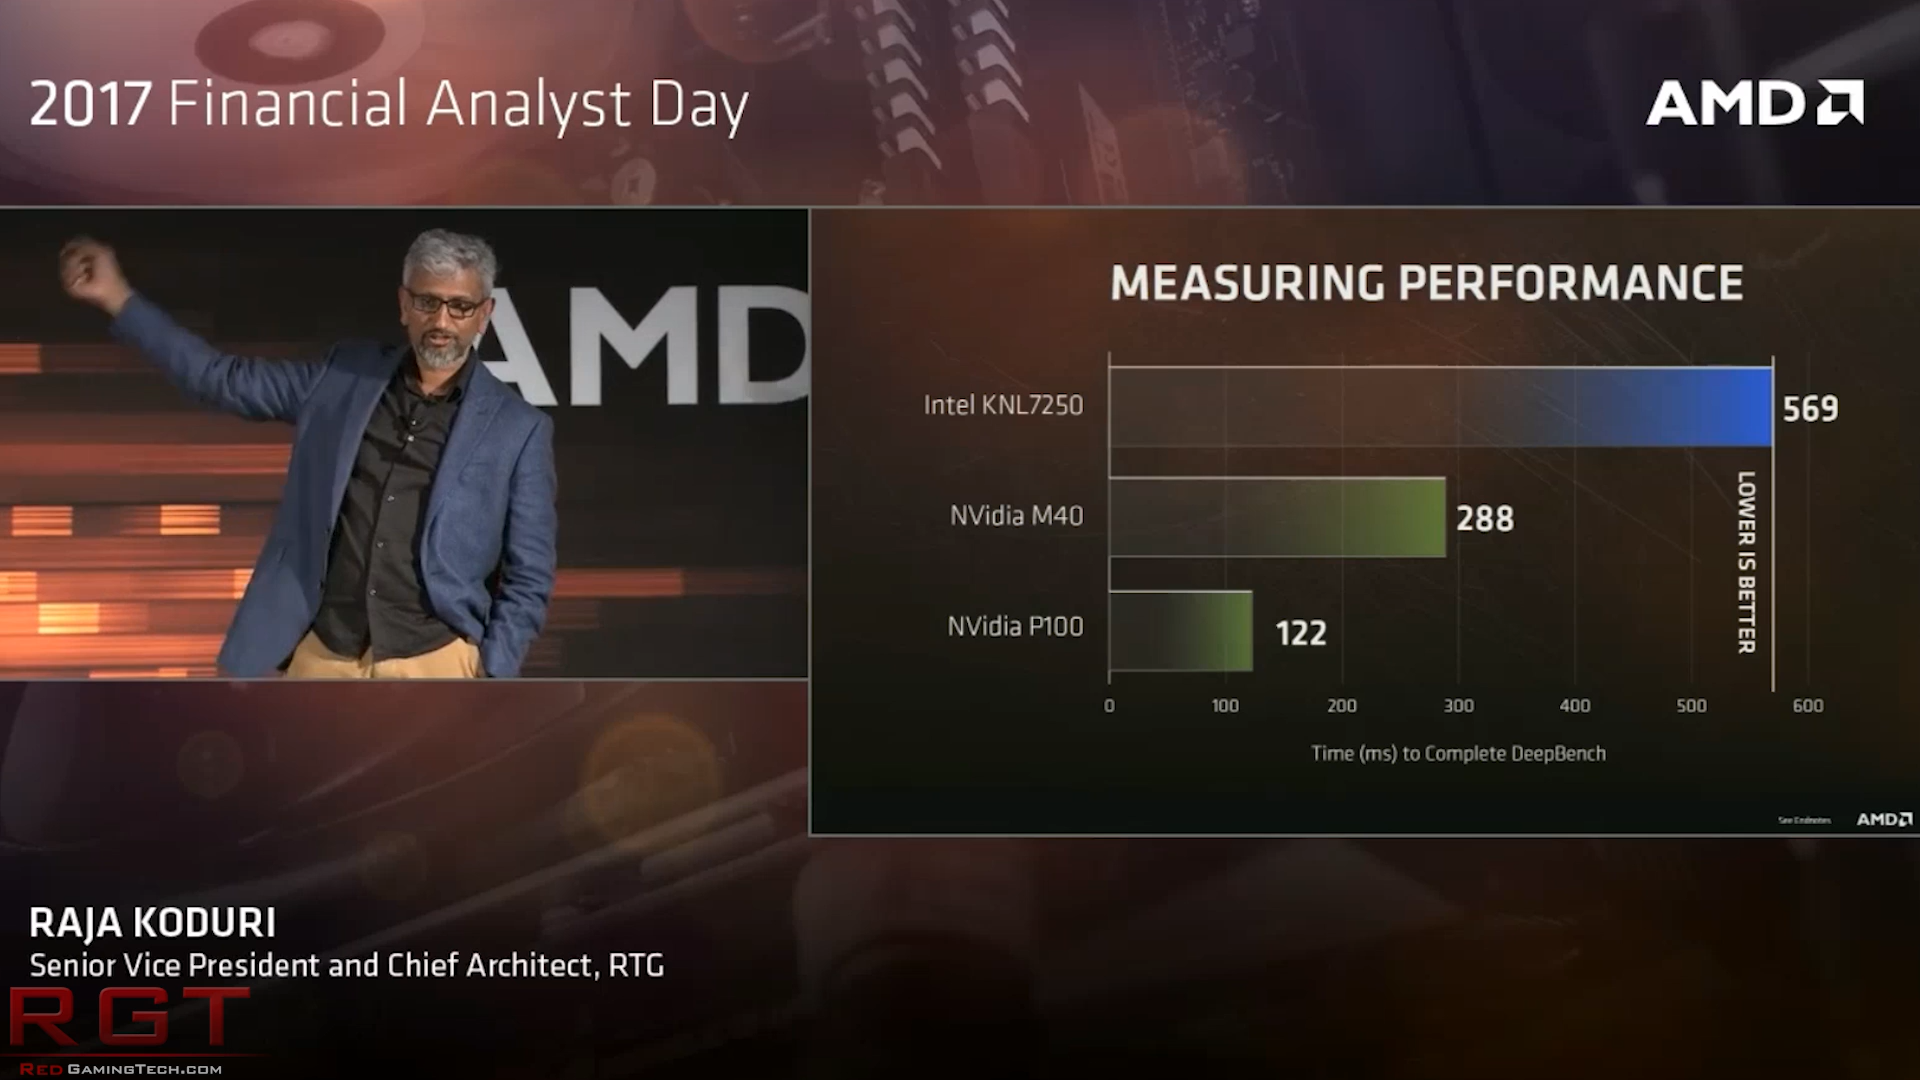 2017 Financial Analyst Day
AMD
AMD
MEASURING PERFORMANCE
Intel KNL7250
569
NVidia M40
288
NVidia P100
122
LOWER IS BETTER
0 100 200 300 400 500 600
Time (ms) to Complete DeepBench
See Endnotes
AMD
RAJA KODURI
Senior Vice President and Chief Architect, RTG
RGT
REDGAMINGTECH.COM